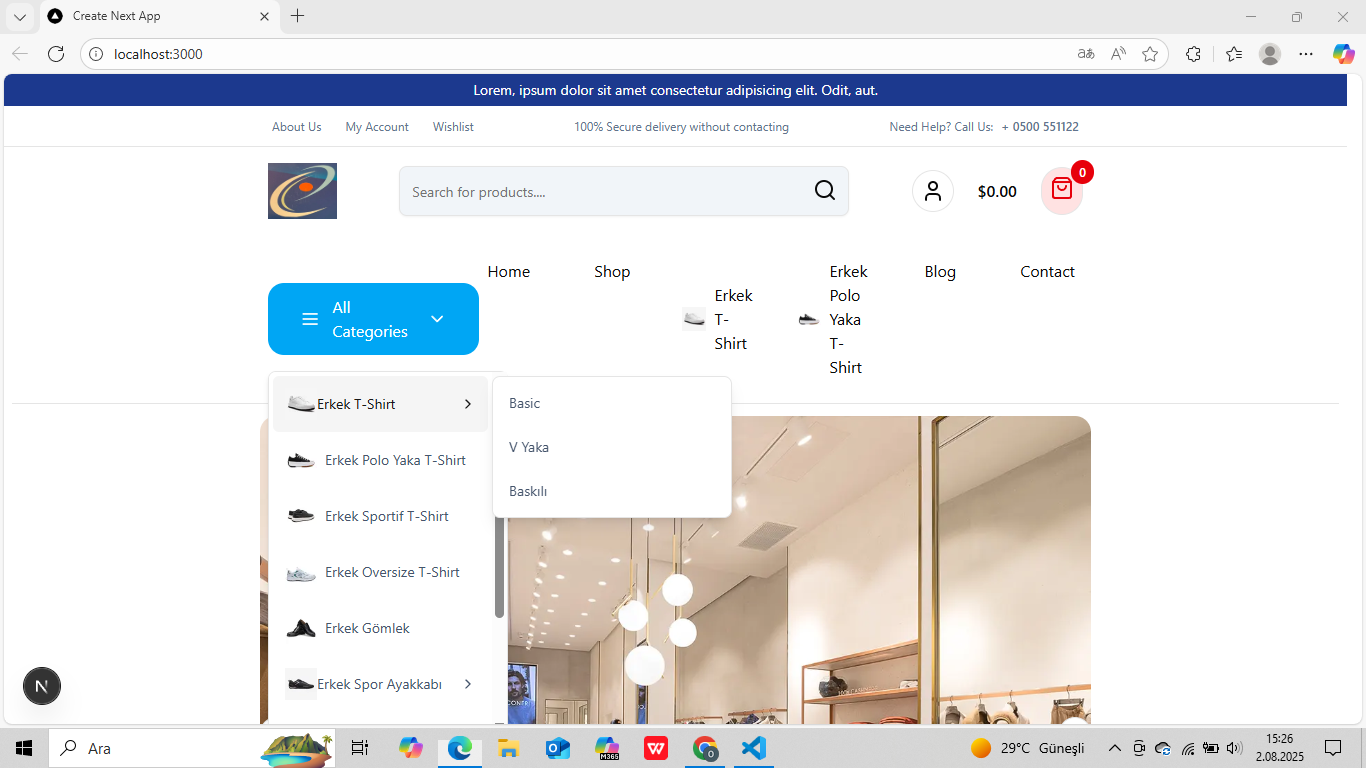 Create Next App
localhost:3000
Lorem, ipsum dolor sit amet consectetur adipisicing elit. Odit, aut.
About Us My Account Wishlist 100% Secure delivery without contacting Need Help? Call Us: + 0500 551122
Search for products.... $0.00 0
Home Shop Erkek T-Shirt Erkek Polo Yaka T-Shirt Blog Contact
All
Categories
Erkek T-Shirt
Basic
V Yaka
Baskılı
Erkek Polo Yaka T-Shirt
Erkek Sportif T-Shirt
Erkek Oversize T-Shirt
Erkek Gömlek
Erkek Spor Ayakkabı
N
Ara
M365
29°C Güneşli
15:26
2.08.2025